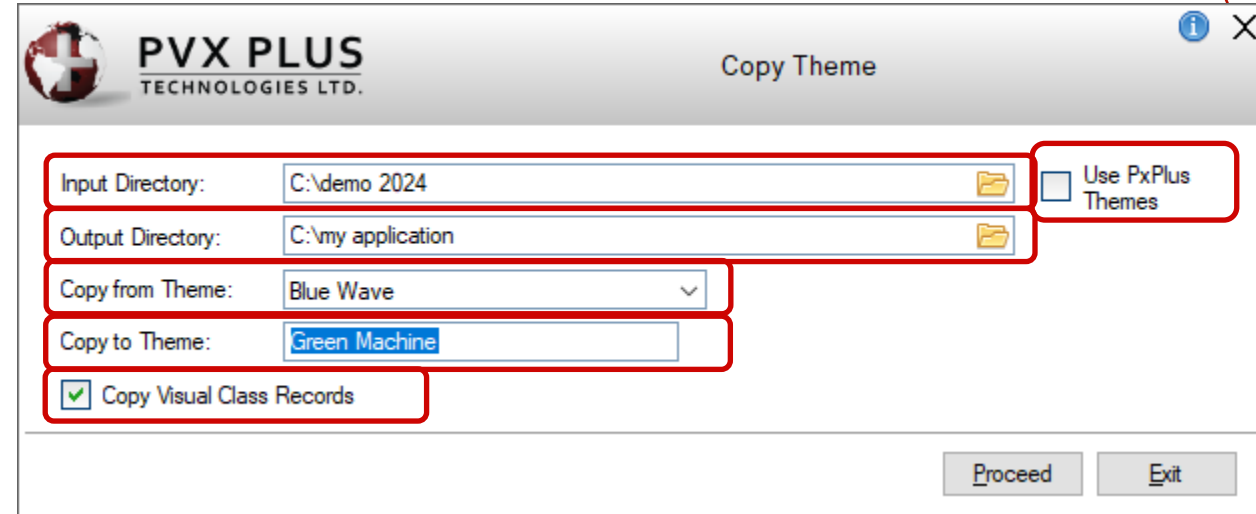 PVX PLUS
TECHNOLOGIES LTD.
Copy Theme
Input Directory: C:\demo 2024
Use PxPlus
Themes
Output Directory: C:\my application
Copy from Theme: Blue Wave
Copy to Theme: Green Machine
Copy Visual Class Records
Proceed Exit